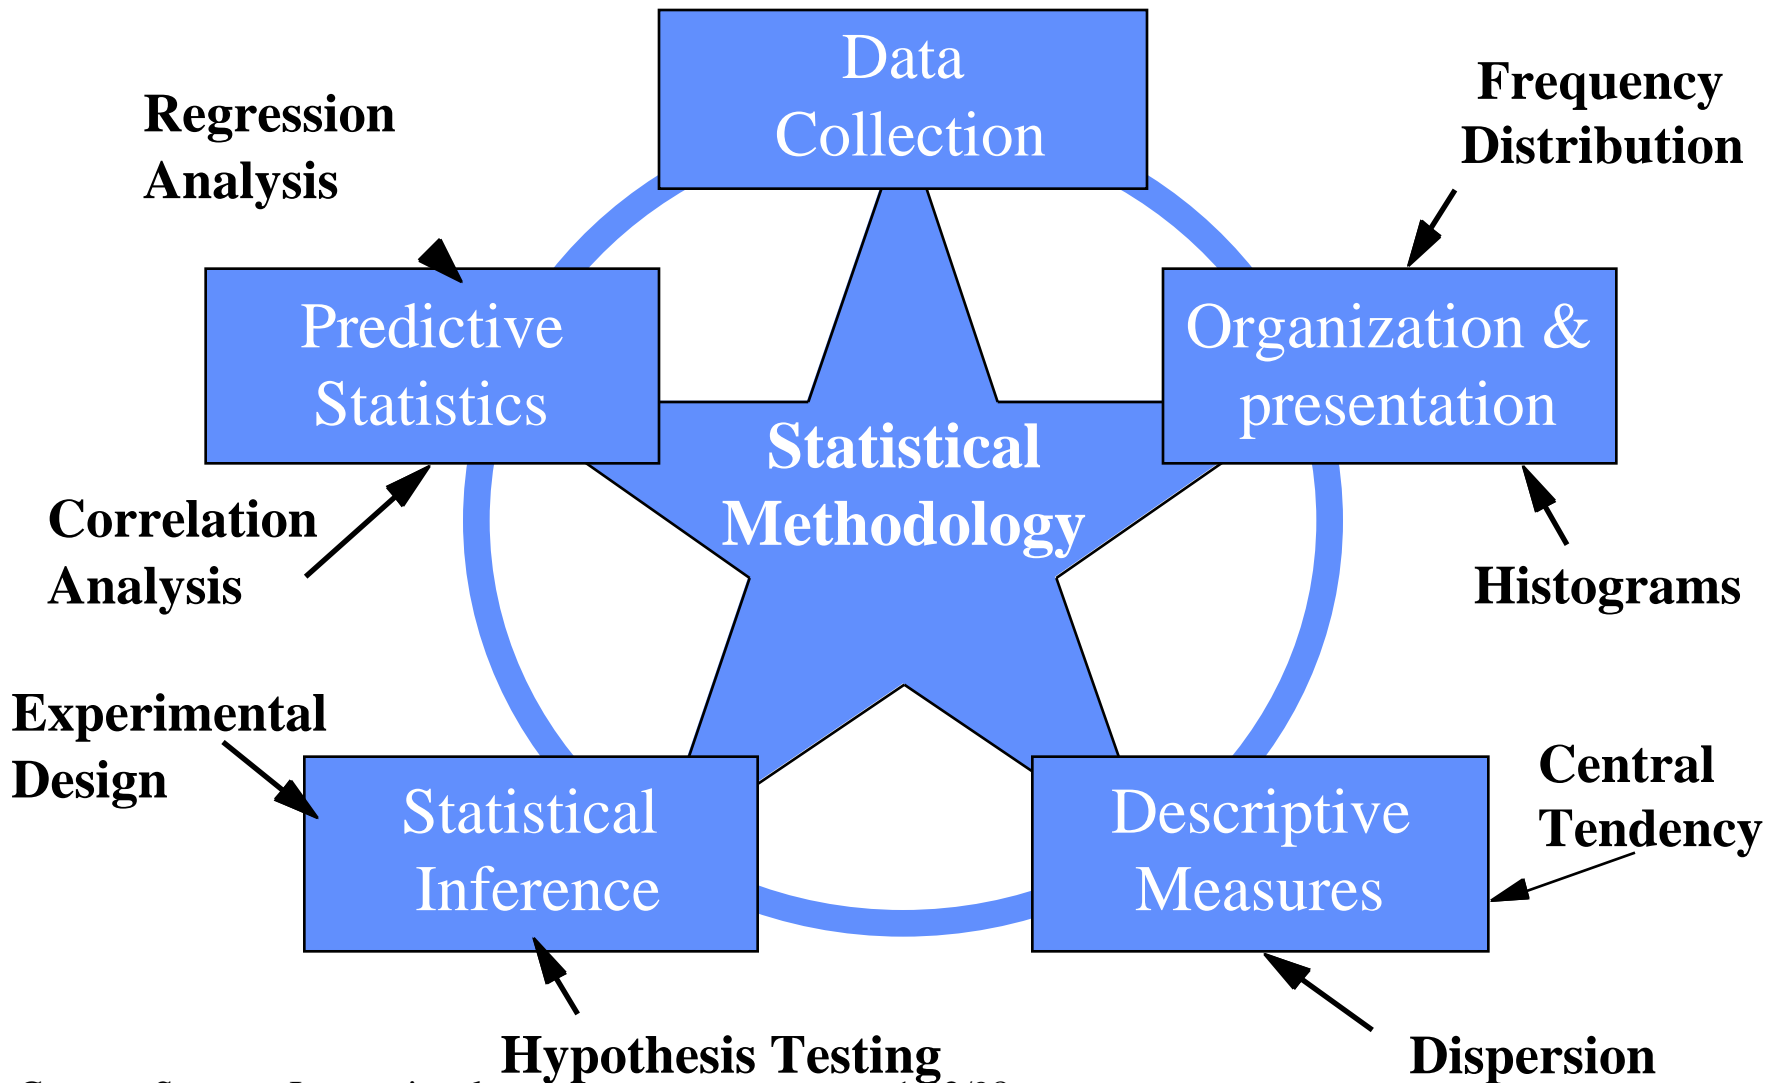 Data
Collection
Regression
Analysis
Frequency
Distribution
Predictive
Statistics
Organization &
presentation
Statistical
Methodology
Correlation
Analysis
Histograms
Experimental
Design
Statistical
Inference
Descriptive
Measures
Central
Tendency
Hypothesis Testing
Dispersion